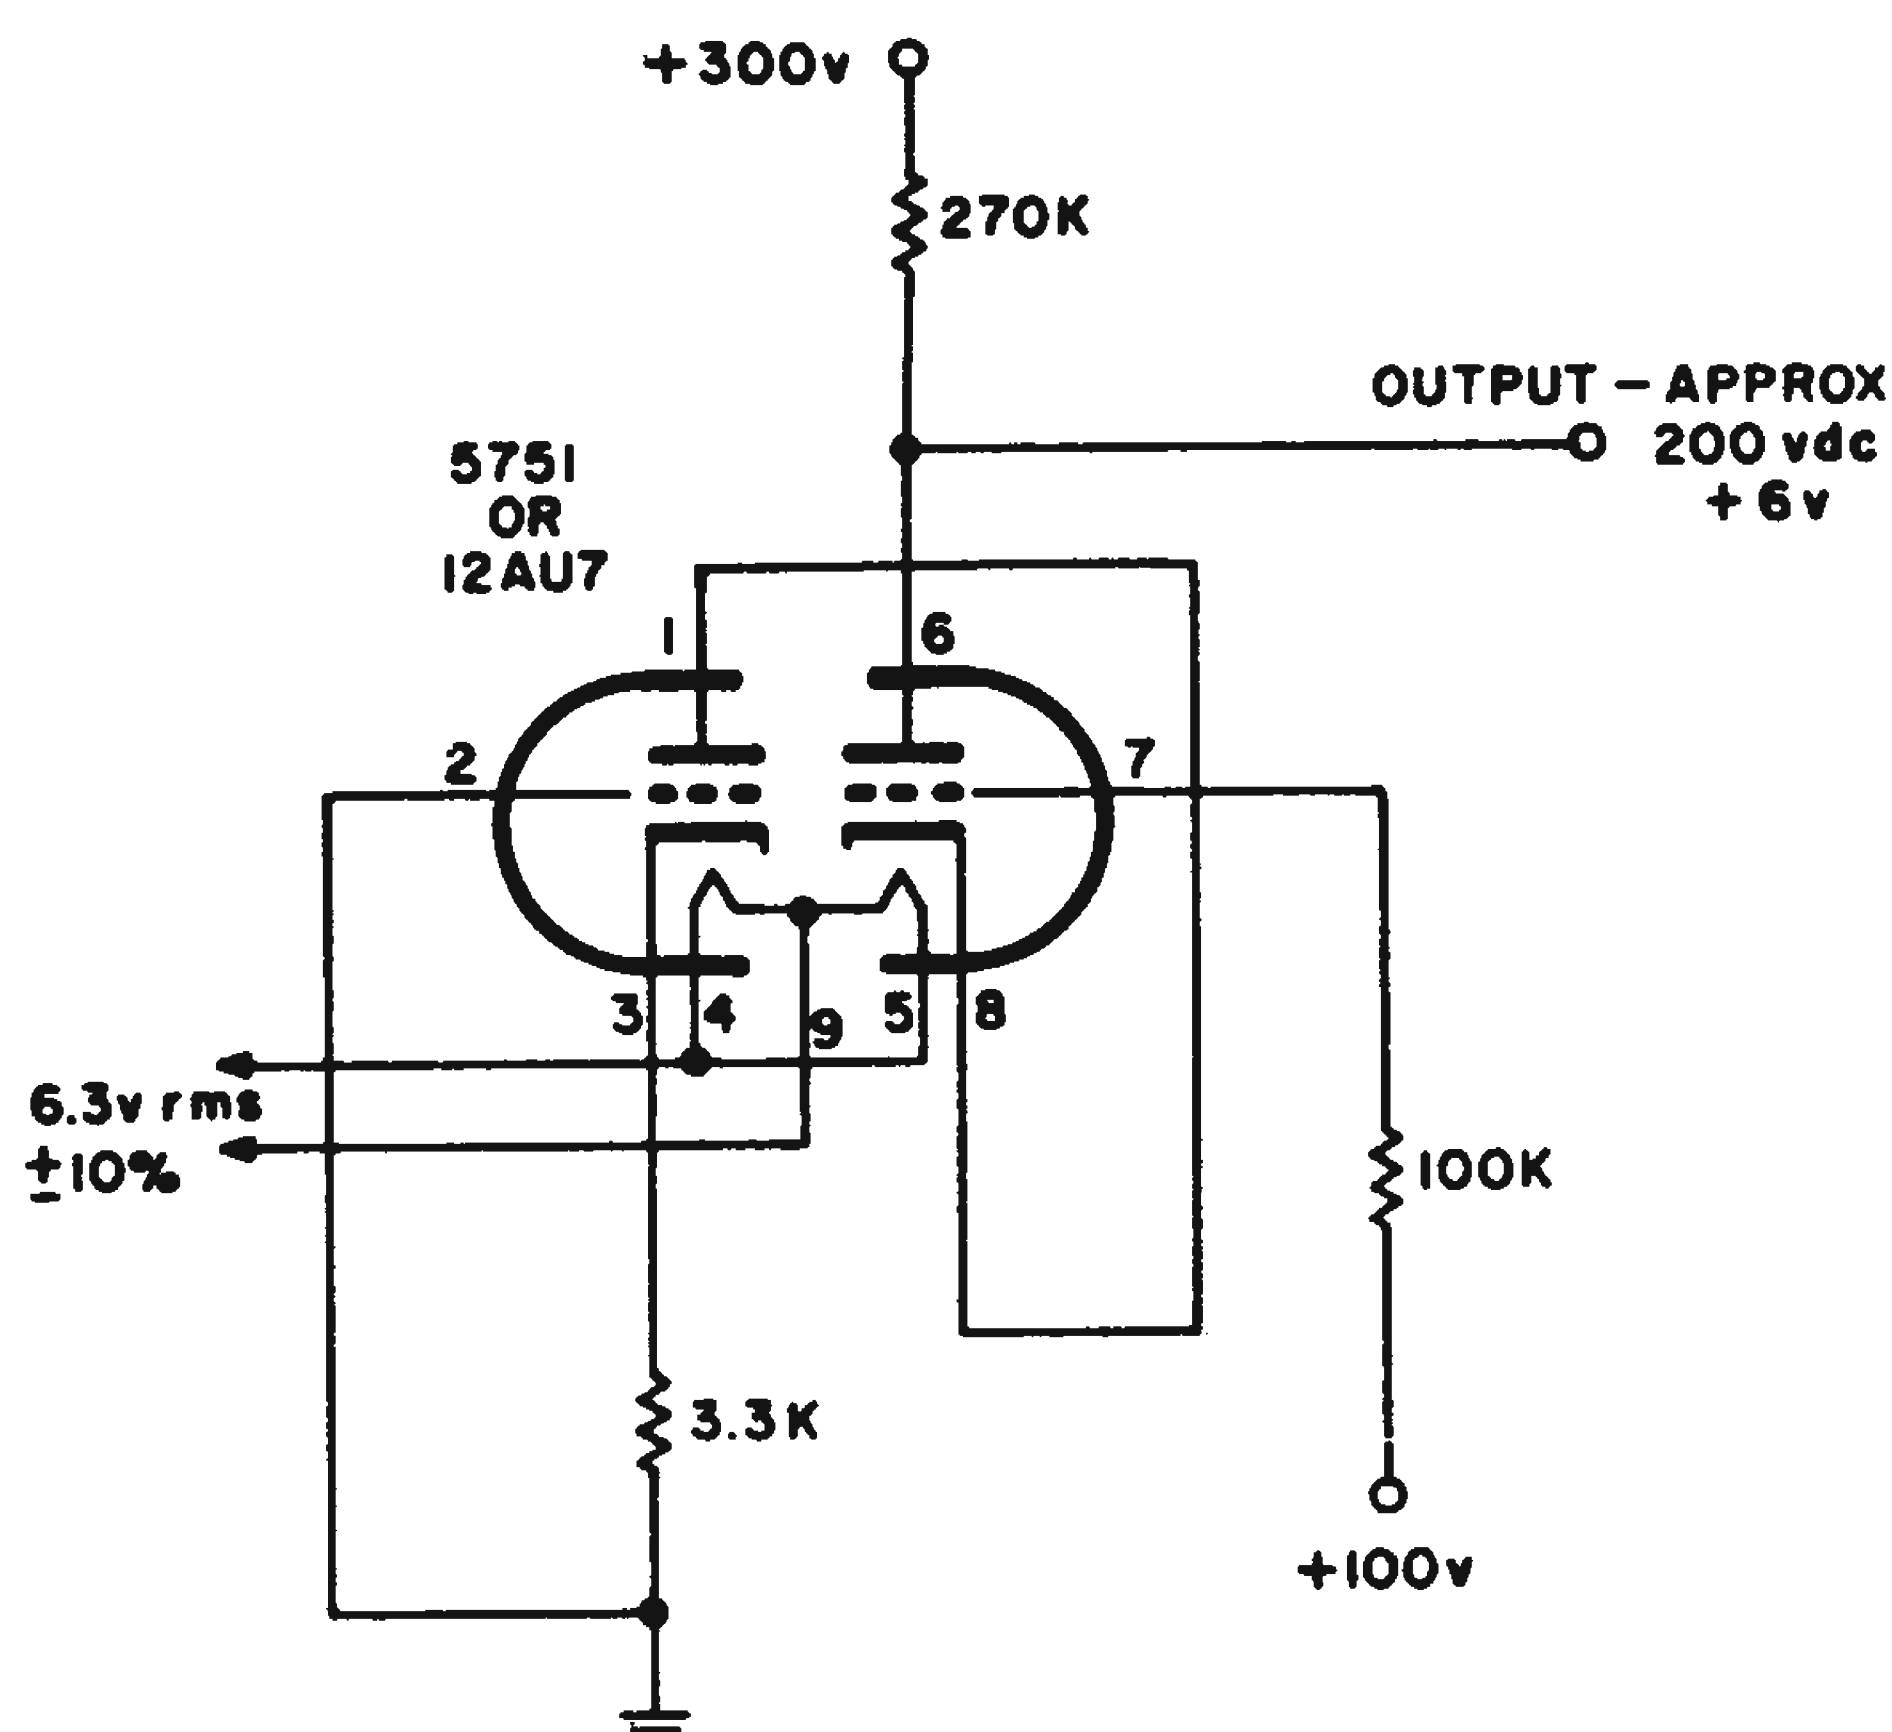 +300v
270K
OUTPUT – APPROX
200 vdc
+ 6v
5751
OR
12AU7
1
6
2
7
3
4
9
5
8
6.3v rms
±10%
100K
3.3K
+100v